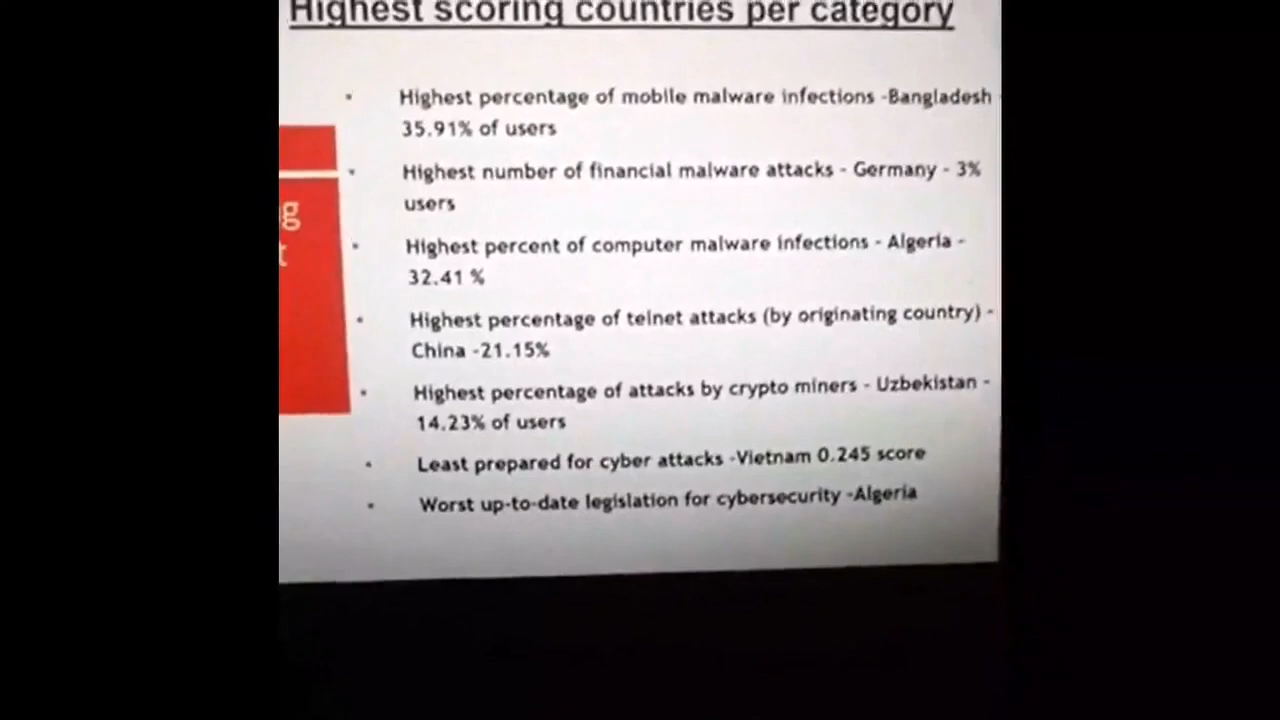 Highest scoring countries per category
g
t
• Highest percentage of mobile malware infections -Bangladesh -
35.91% of users
• Highest number of financial malware attacks - Germany - 3%
users
• Highest percent of computer malware infections - Algeria -
32.41 %
• Highest percentage of telnet attacks (by originating country) -
China -21.15%
• Highest percentage of attacks by crypto miners - Uzbekistan -
14.23% of users
• Least prepared for cyber attacks -Vietnam 0.245 score
• Worst up-to-date legislation for cybersecurity -Algeria